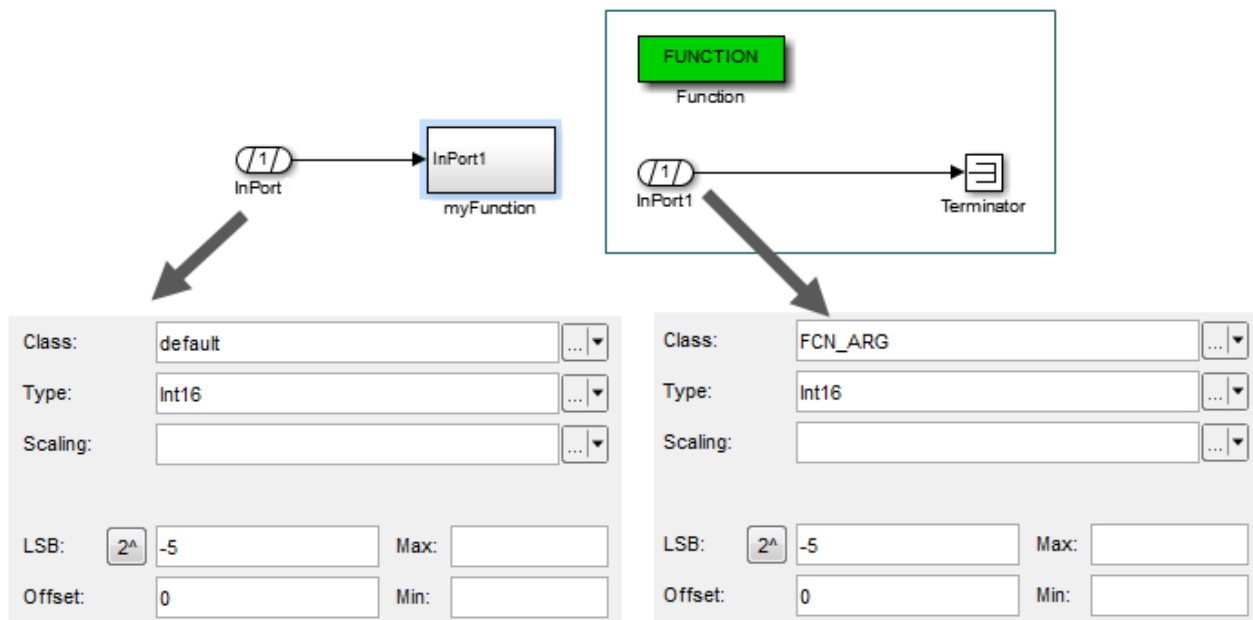 FUNCTION
Function
1
InPort
InPort1
myFunction
1
InPort1
Terminator
Class: default ...
Type: Int16 ...
Scaling: ...
LSB: 2^ -5 Max:
Offset: 0 Min:
Class: FCN_ARG ...
Type: Int16 ...
Scaling: ...
LSB: 2^ -5 Max:
Offset: 0 Min: